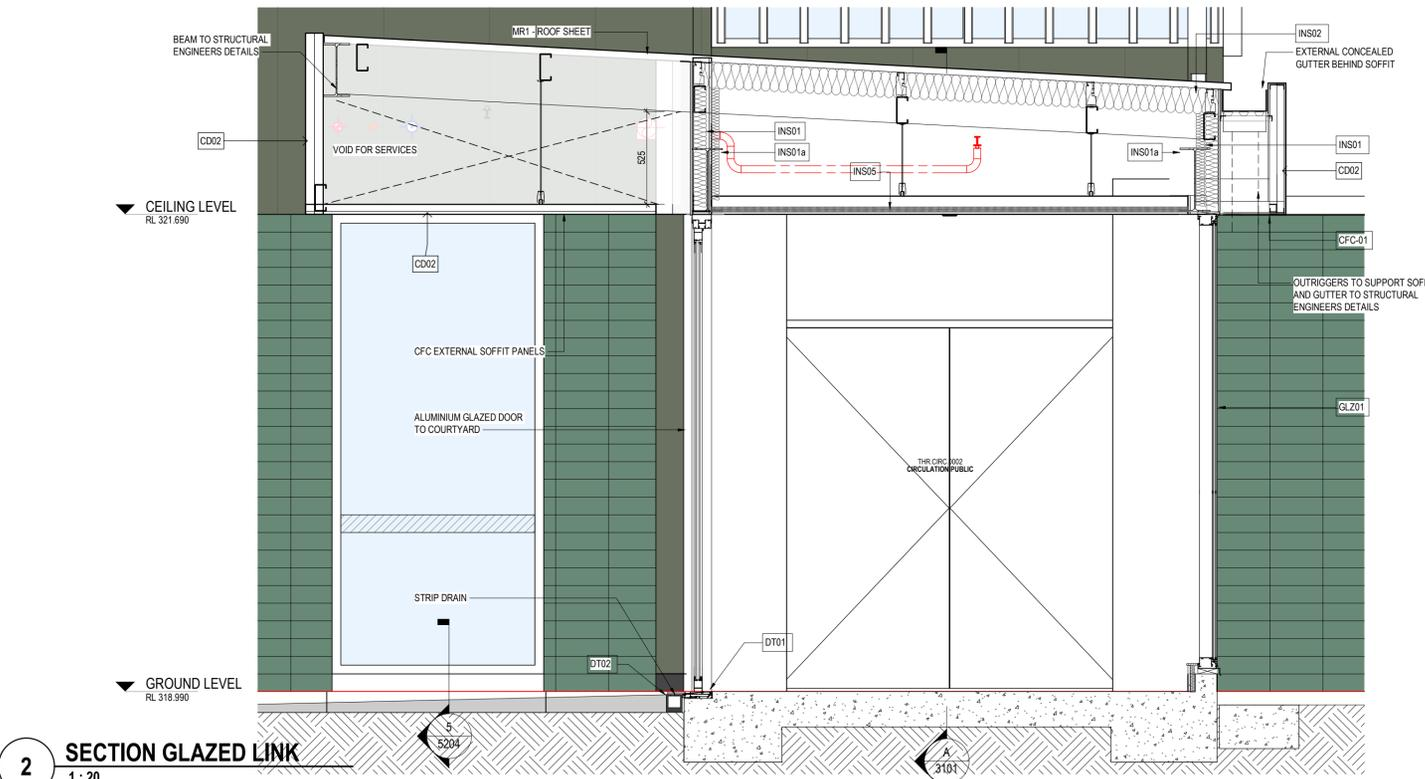 BEAM TO STRUCTURAL
ENGINEERS DETAILS
MR1 - ROOF SHEET
INS02
EXTERNAL CONCEALED
GUTTER BEHIND SOFFIT
CD02
VOID FOR SERVICES
525
INS01
INS01a
INS05
INS01a
INS01
CD02
CEILING LEVEL
RL 321.690
CD02
CFC-01
OUTRIGGERS TO SUPPORT SOF
AND GUTTER TO STRUCTURAL
ENGINEERS DETAILS
CFC EXTERNAL SOFFIT PANELS
ALUMINIUM GLAZED DOOR
TO COURTYARD
GLZ01
THR.CIRC.0002
CIRCULATION PUBLIC
STRIP DRAIN
DT01
DT02
GROUND LEVEL
RL 318.990
5
5204
A
3101
2
SECTION GLAZED LINK
1 : 20